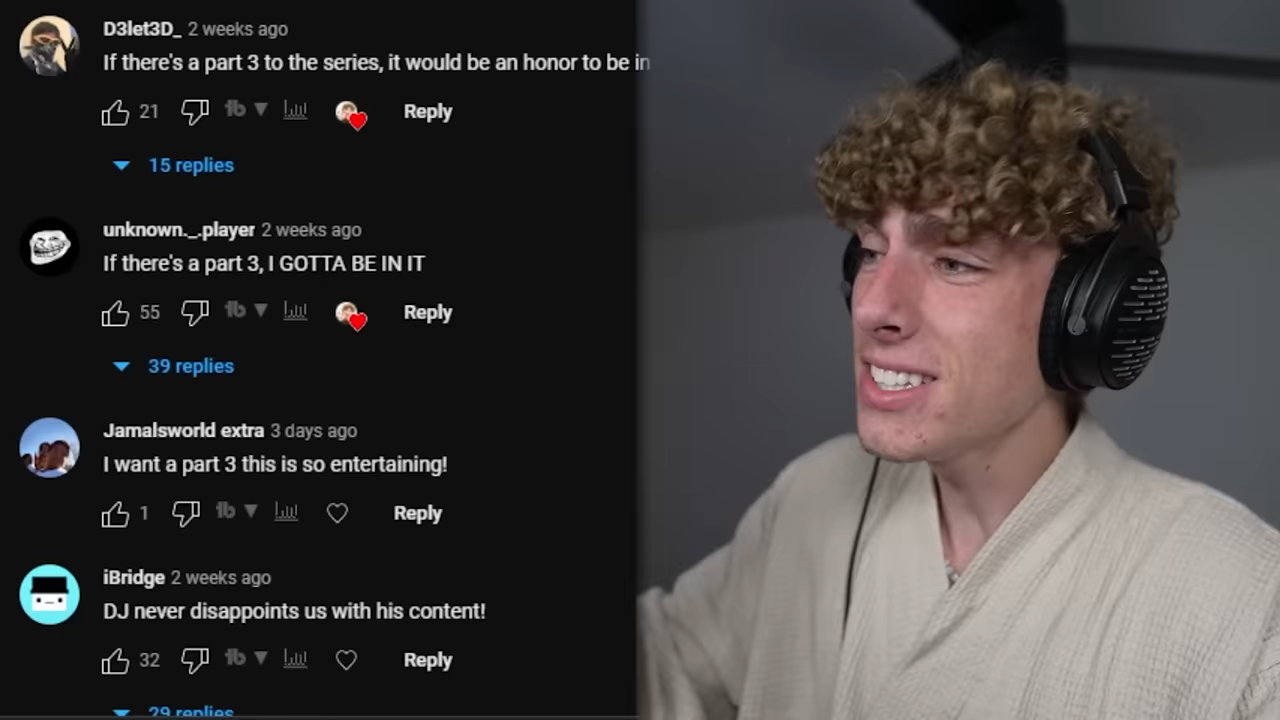 D3let3D_ 2 weeks ago
If there's a part 3 to the series, it would be an honor to be in
21
Reply
15 replies
unknown._.player 2 weeks ago
If there's a part 3, I GOTTA BE IN IT
55
Reply
39 replies
Jamalsworld extra 3 days ago
I want a part 3 this is so entertaining!
1
Reply
iBridge 2 weeks ago
DJ never disappoints us with his content!
32
Reply
29 replies